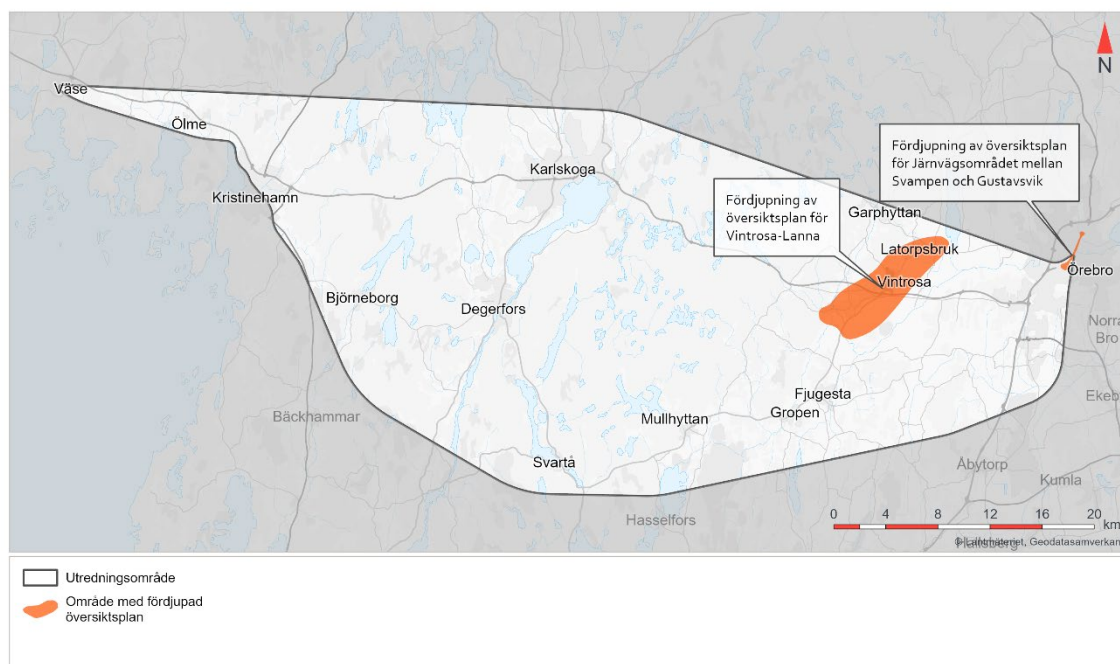 N
Väse
Ölme
Kristinehamn
Karlskoga
Björneborg
Degerfors
Bäckhammar
Svartå
Mullhyttan
Hasselfors
Gropen
Fjugesta
Garphyttan
Latorpsbruk
Vintrosa
Örebro
Norra
Bro
Ekeby
Åbytorp
Kumla
Hallsberg
Fördjupning av
översiktsplan för
Vintrosa-Lanna
Fördjupning av översiktsplan
för Järnvägsområdet mellan
Svampen och Gustavsvik
0 4 8 12 16 20
km
© Lantmäteriet, Geodatasamverkan
Utredningsområde
Område med fördjupad
översiktsplan